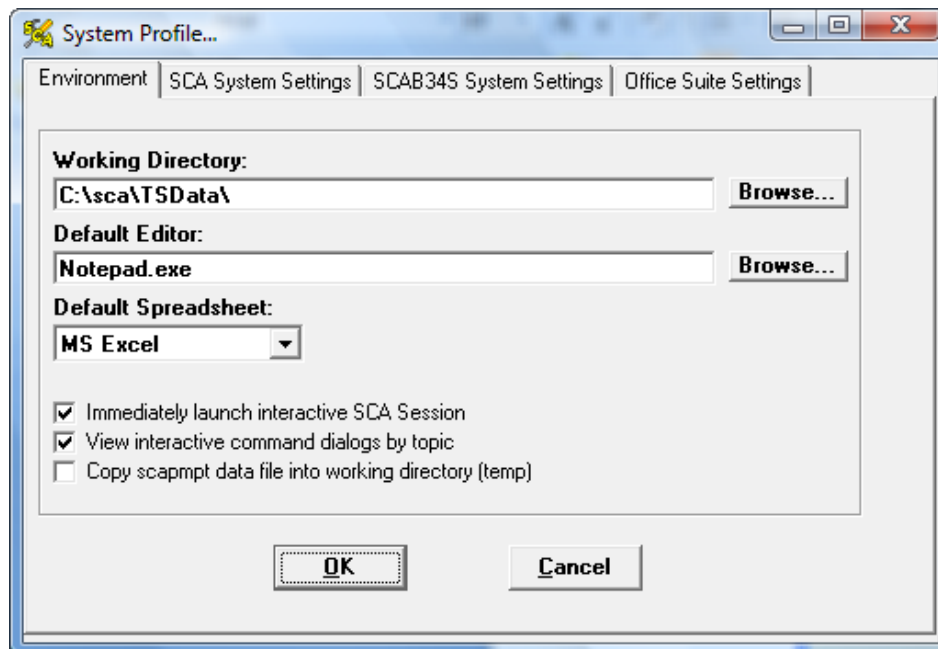 System Profile...
Environment SCA System Settings SCAB34S System Settings Office Suite Settings
Working Directory:
C:\sca\TSData\ Browse...
Default Editor:
Notepad.exe Browse...
Default Spreadsheet:
MS Excel
Immediately launch interactive SCA Session
View interactive command dialogs by topic
Copy scapmpt data file into working directory (temp)
OK Cancel